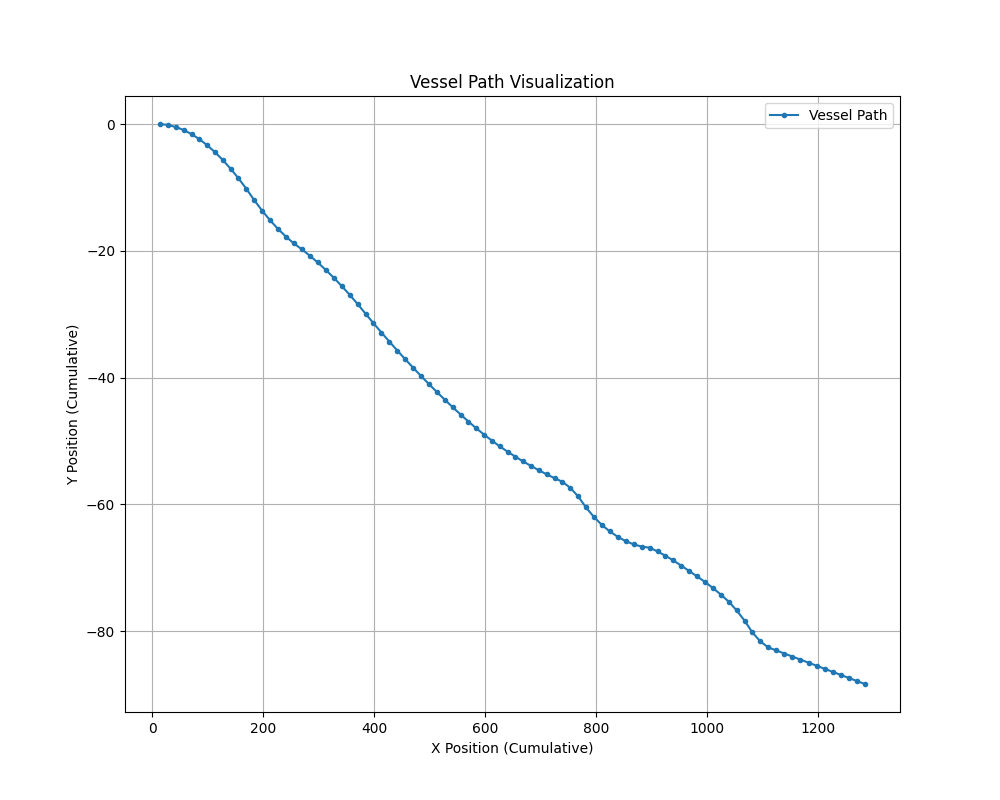 Vessel Path Visualization
Vessel Path
0
−20
−40
−60
−80
Y Position (Cumulative)
0 200 400 600 800 1000 1200
X Position (Cumulative)